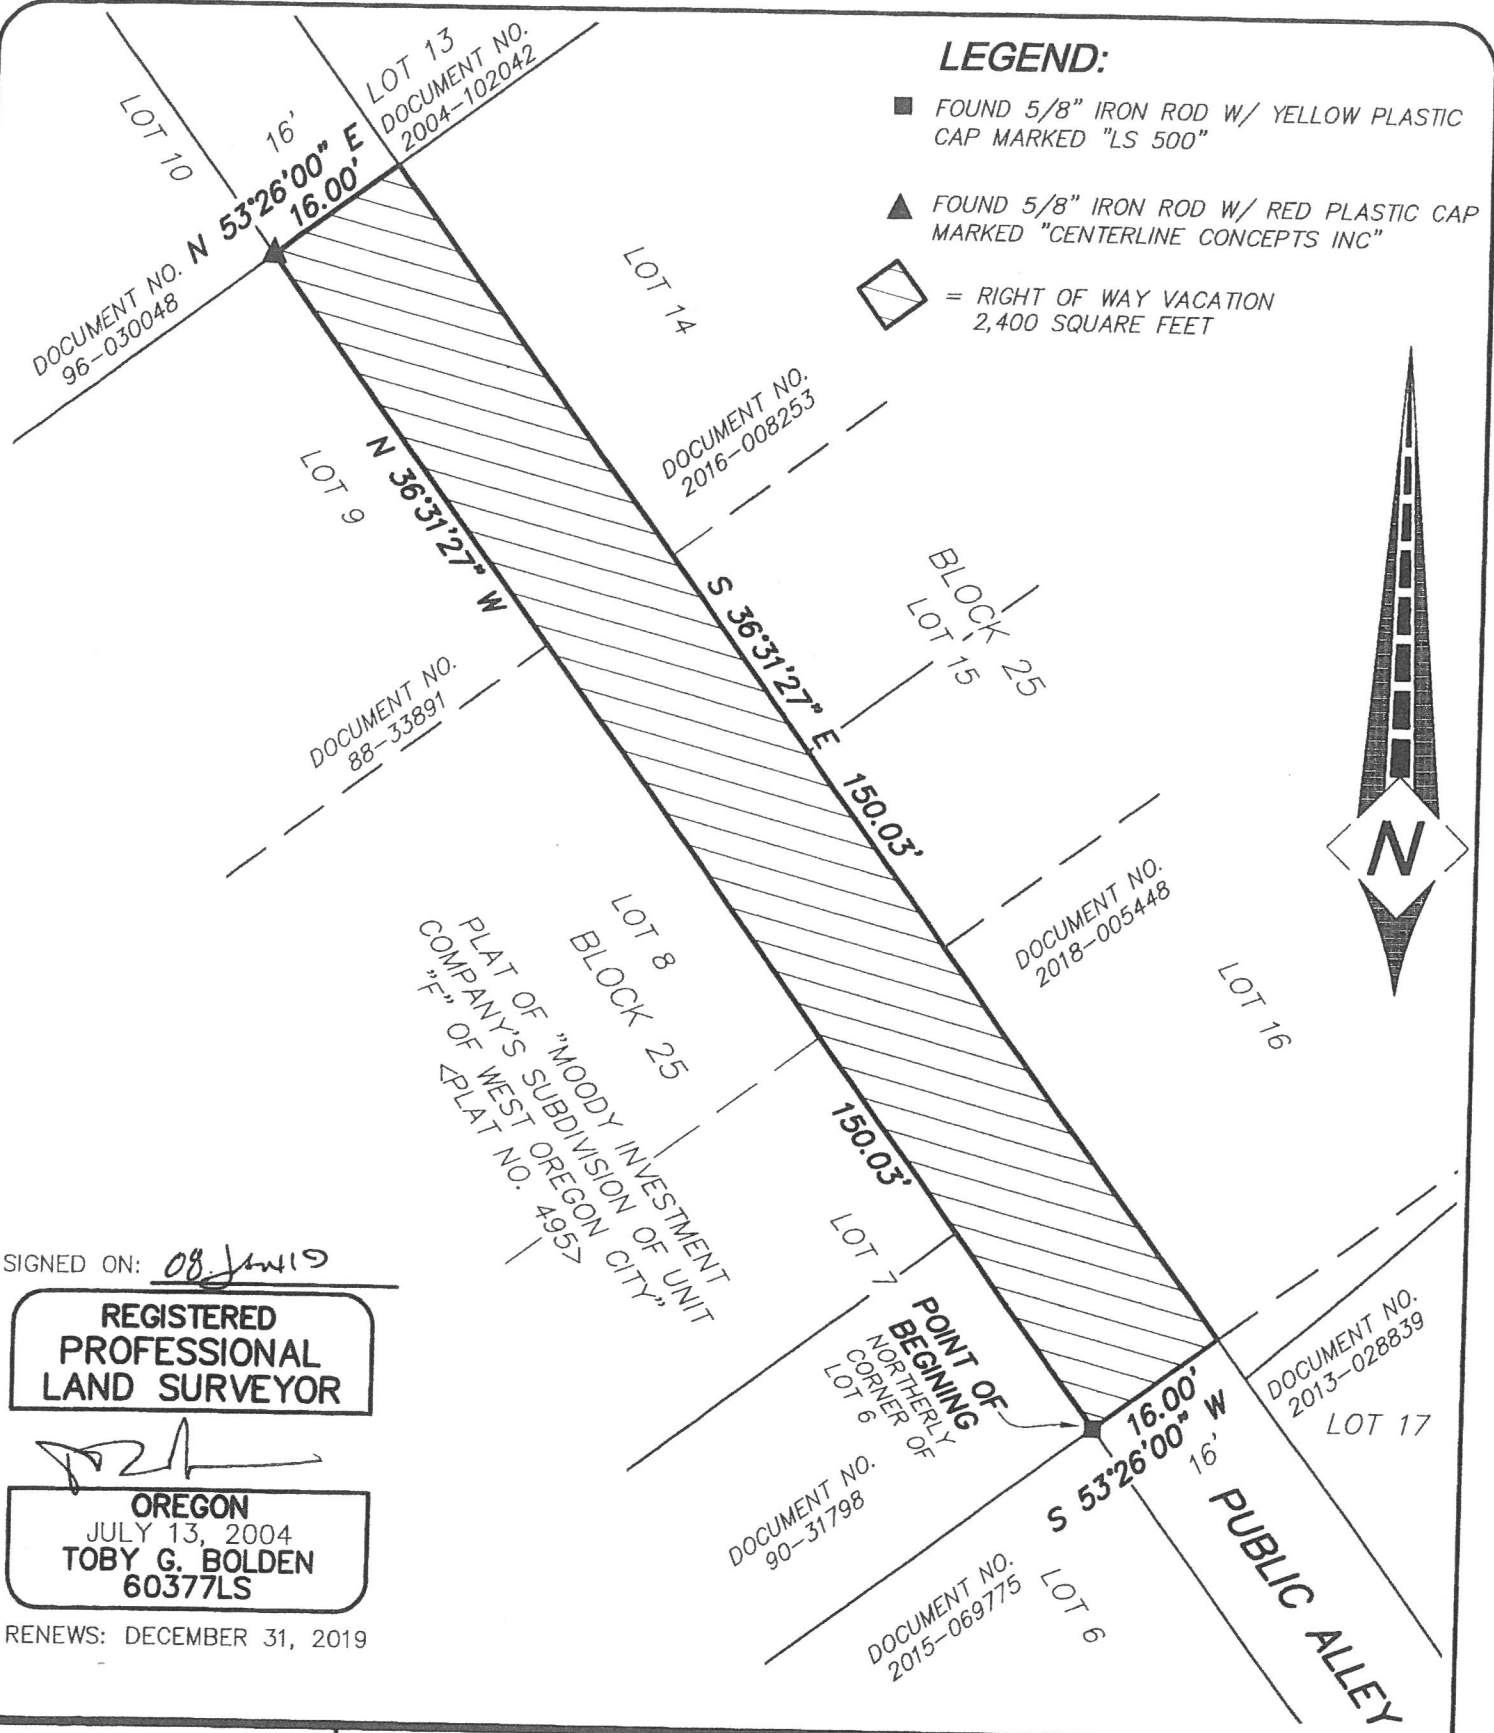 LEGEND:
FOUND 5/8" IRON ROD W/ YELLOW PLASTIC
CAP MARKED "LS 500"
FOUND 5/8" IRON ROD W/ RED PLASTIC CAP
MARKED "CENTERLINE CONCEPTS INC"
= RIGHT OF WAY VACATION
2,400 SQUARE FEET
LOT 10
16'
LOT 13
DOCUMENT NO.
2004-102042
N 53°26'00" E
16.00'
DOCUMENT NO.
96-030048
LOT 14
LOT 9
N 36°31'27" W
DOCUMENT NO.
2016-008253
S 36°31'27" E 150.03'
BLOCK 25
LOT 15
DOCUMENT NO.
88-33891
N
LOT 8
BLOCK 25
PLAT OF "MOODY INVESTMENT
COMPANY'S SUBDIVISION OF UNIT
"F" OF WEST OREGON CITY"
<PLAT NO. 495>
DOCUMENT NO.
2018-005448
LOT 16
150.03'
LOT 7
POINT OF
BEGINING
NORTHERLY
CORNER OF
LOT 6
16.00'
S 53°26'00" W
16'
DOCUMENT NO.
2013-028839
LOT 17
DOCUMENT NO.
90-31798
DOCUMENT NO.
2015-069775
LOT 6
PUBLIC ALLEY
SIGNED ON: 08.Jan19
REGISTERED
PROFESSIONAL
LAND SURVEYOR
OREGON
JULY 13, 2004
TOBY G. BOLDEN
60377LS
RENEWS: DECEMBER 31, 2019